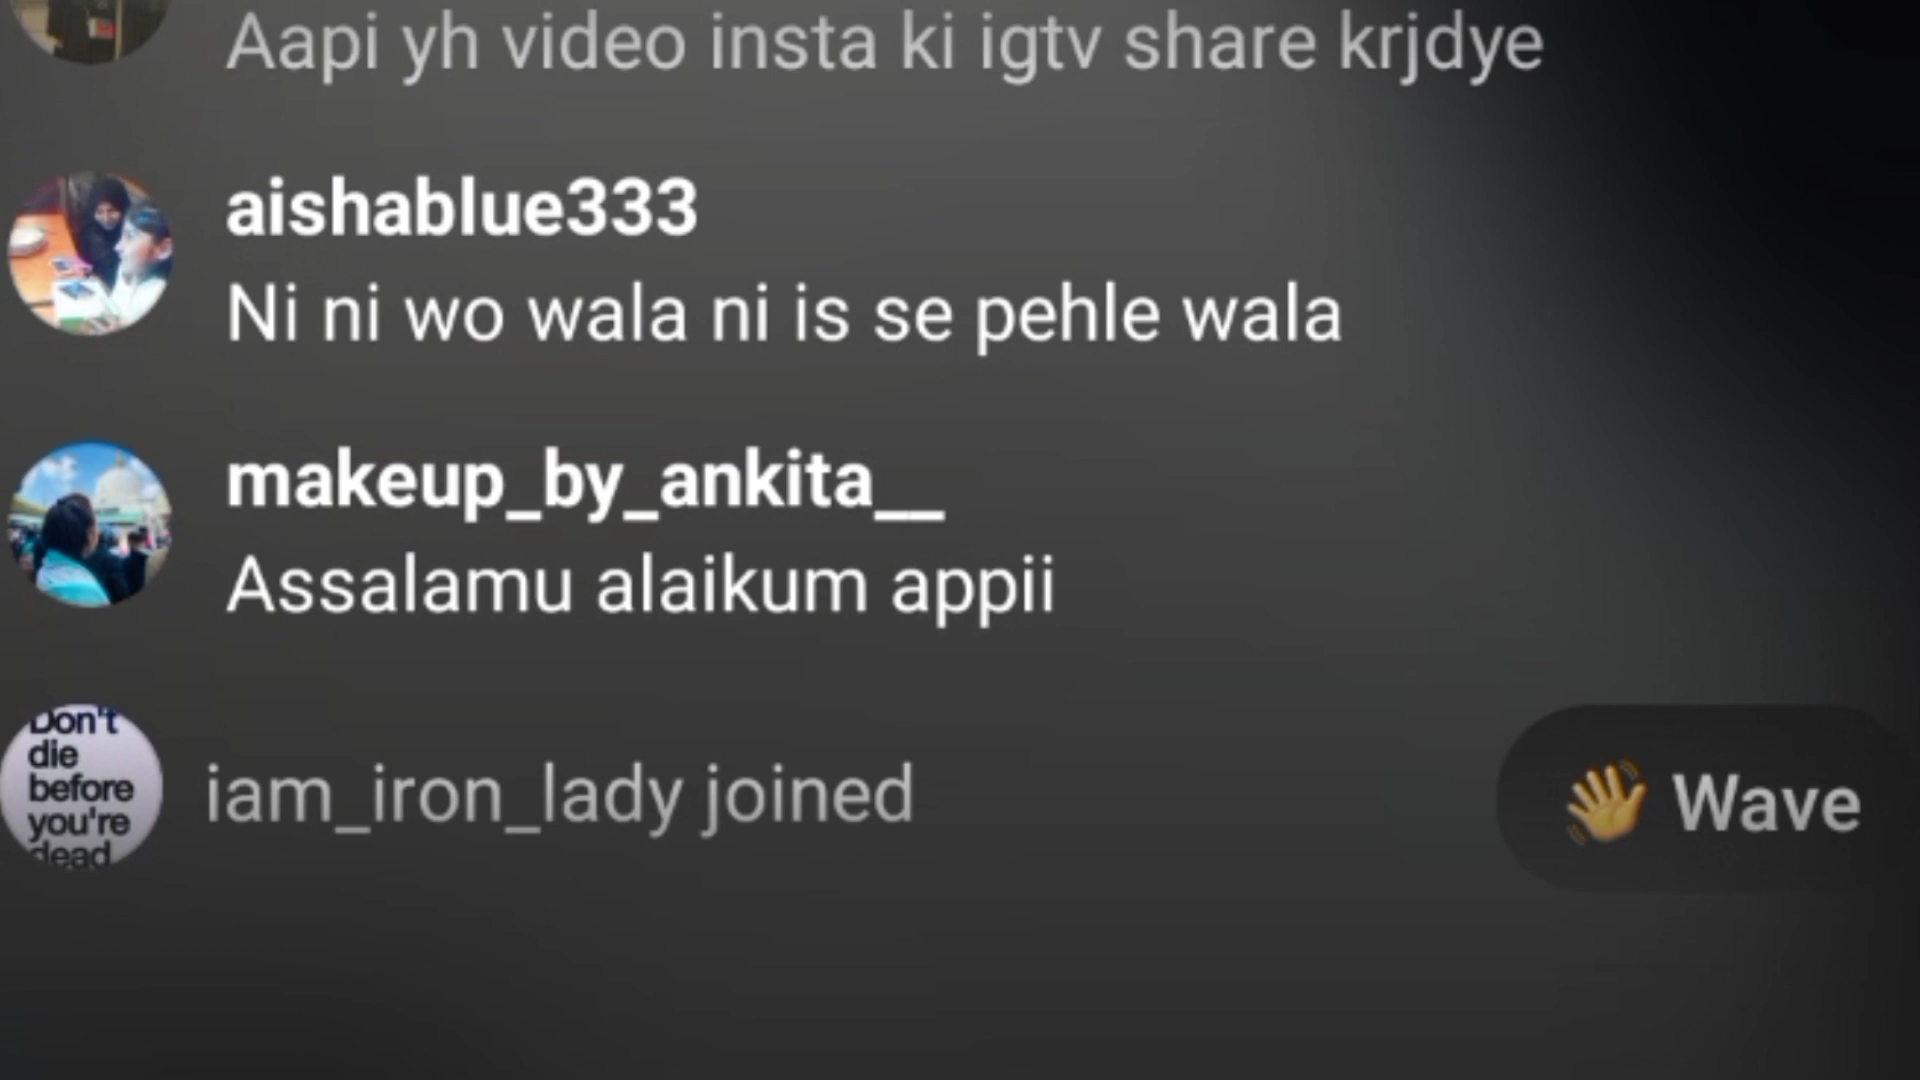 Aapi yh video insta ki igtv share krjdye
aishablue333
Ni ni wo wala ni is se pehle wala
makeup_by_ankita__
Assalamu alaikum appii
Don't
die
before
you're
dead
iam_iron_lady joined
👋 Wave